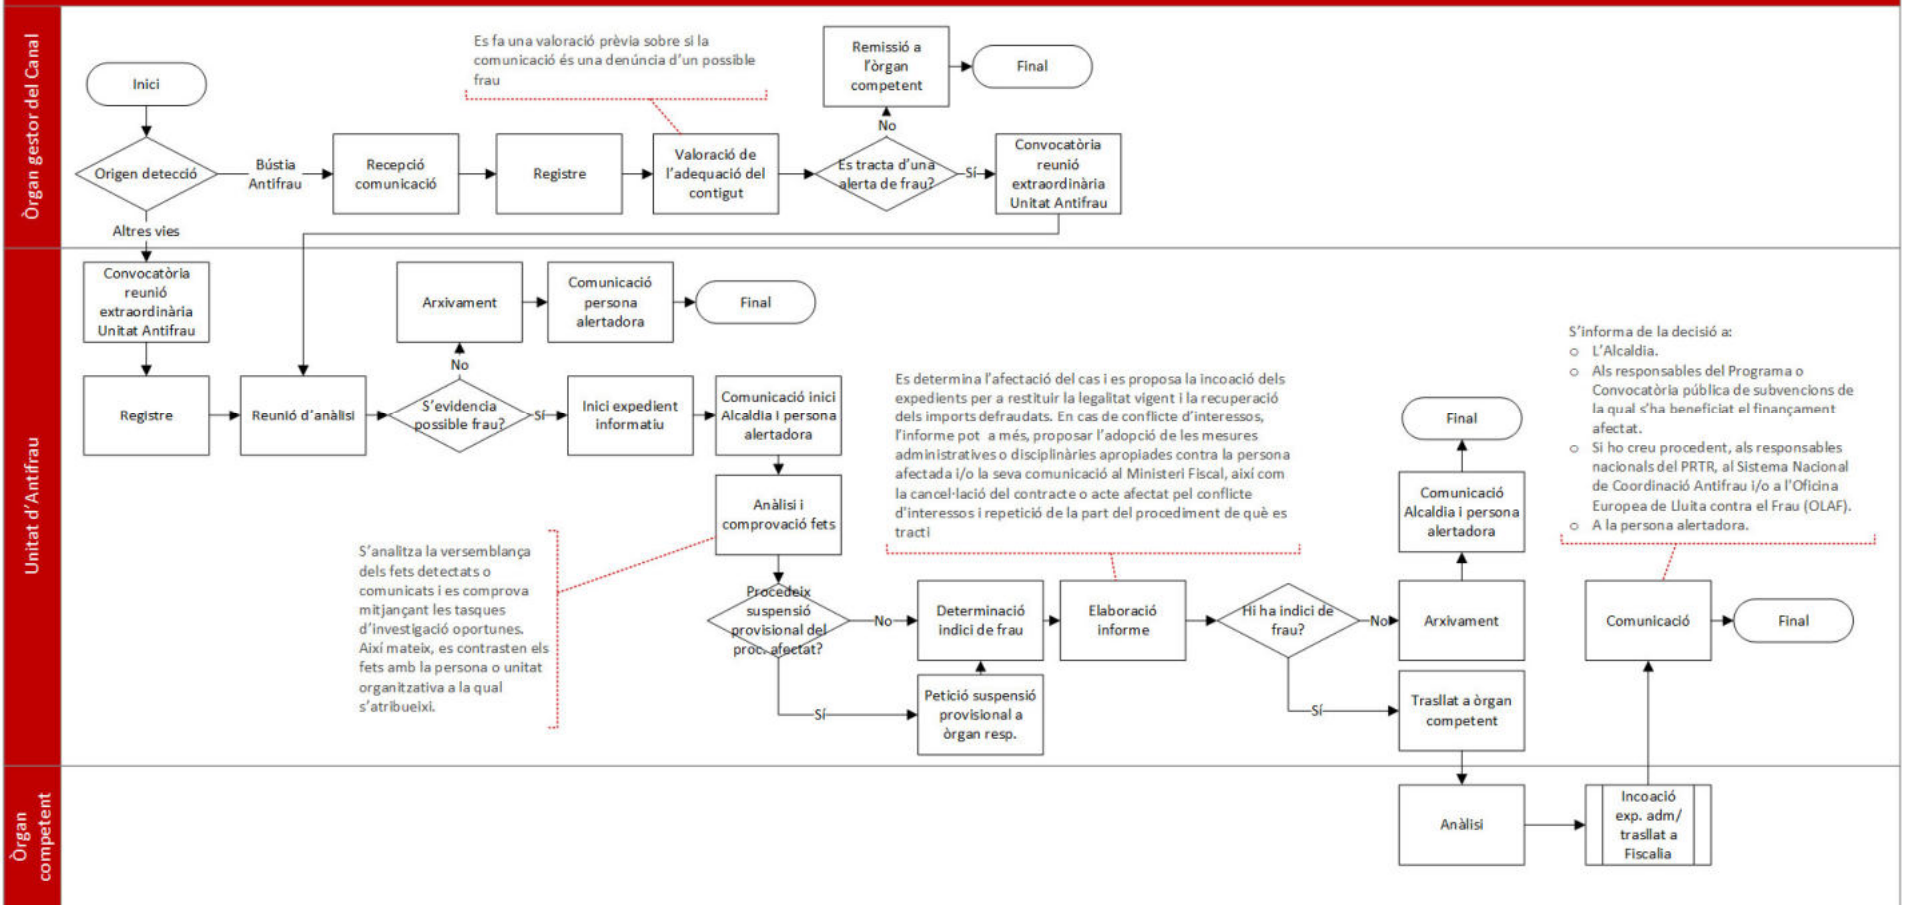 Òrgan gestor del Canal
Inici
Origen detecció
Bústia
Antifrau
Altres vies
Recepció
comunicació
Registre
Es fa una valoració prèvia sobre si la
comunicació és una denúncia d'un possible
frau
Valoració de
l'adequació del
contigut
Es tracta d'una
alerta de frau?
No
Remissió a
l'òrgan
competent
Final
Sí
Convocatòria
reunió
extraordinària
Unitat Antifrau
Unitat d'Antifrau
Convocatòria
reunió
extraordinària
Unitat Antifrau
Registre
Reunió d'anàlisi
S'evidencia
possible frau?
No
Arxivament
Comunicació
persona
alertadora
Final
Sí
Inici expedient
informatiu
Comunicació inici
Alcaldia i persona
alertadora
Anàlisi i
comprovació fets
S'analitza la versemblança
dels fets detectats o
comunicats i es comprova
mitjançant les tasques
d'investigació oportunes.
Així mateix, es contrasten els
fets amb la persona o unitat
organitzativa a la qual
s'atribueixi.
Procedeix
suspensió
provisional del
proc. afectat?
No
Sí
Petició suspensió
provisional a
òrgan resp.
Determinació
indici de frau
Es determina l'afectació del cas i es proposa la incoació dels
expedients per a restituir la legalitat vigent i la recuperació
dels imports defraudats. En cas de conflicte d'interessos,
l'informe pot a més, proposar l'adopció de les mesures
administratives o disciplinàries apropiades contra la persona
afectada i/o la seva comunicació al Ministeri Fiscal, així com
la cancel·lació del contracte o acte afectat pel conflicte
d'interessos i repetició de la part del procediment de què es
tracti
Elaboració
informe
Hi ha indici de
frau?
No
Arxivament
Comunicació
Alcaldia i persona
alertadora
Final
Sí
Trasllat a òrgan
competent
S'informa de la decisió a:
o L'Alcaldia.
o Als responsables del Programa o
Convocatòria pública de subvencions de
la qual s'ha beneficiat el finançament
afectat.
o Si ho creu procedent, als responsables
nacionals del PRTR, al Sistema Nacional
de Coordinació Antifrau i/o a l'Oficina
Europea de Lluita contra el Frau (OLAF).
o A la persona alertadora.
Comunicació
Final
Òrgan
competent
Anàlisi
Incoació
exp. adm/
trasllat a
Fiscalia